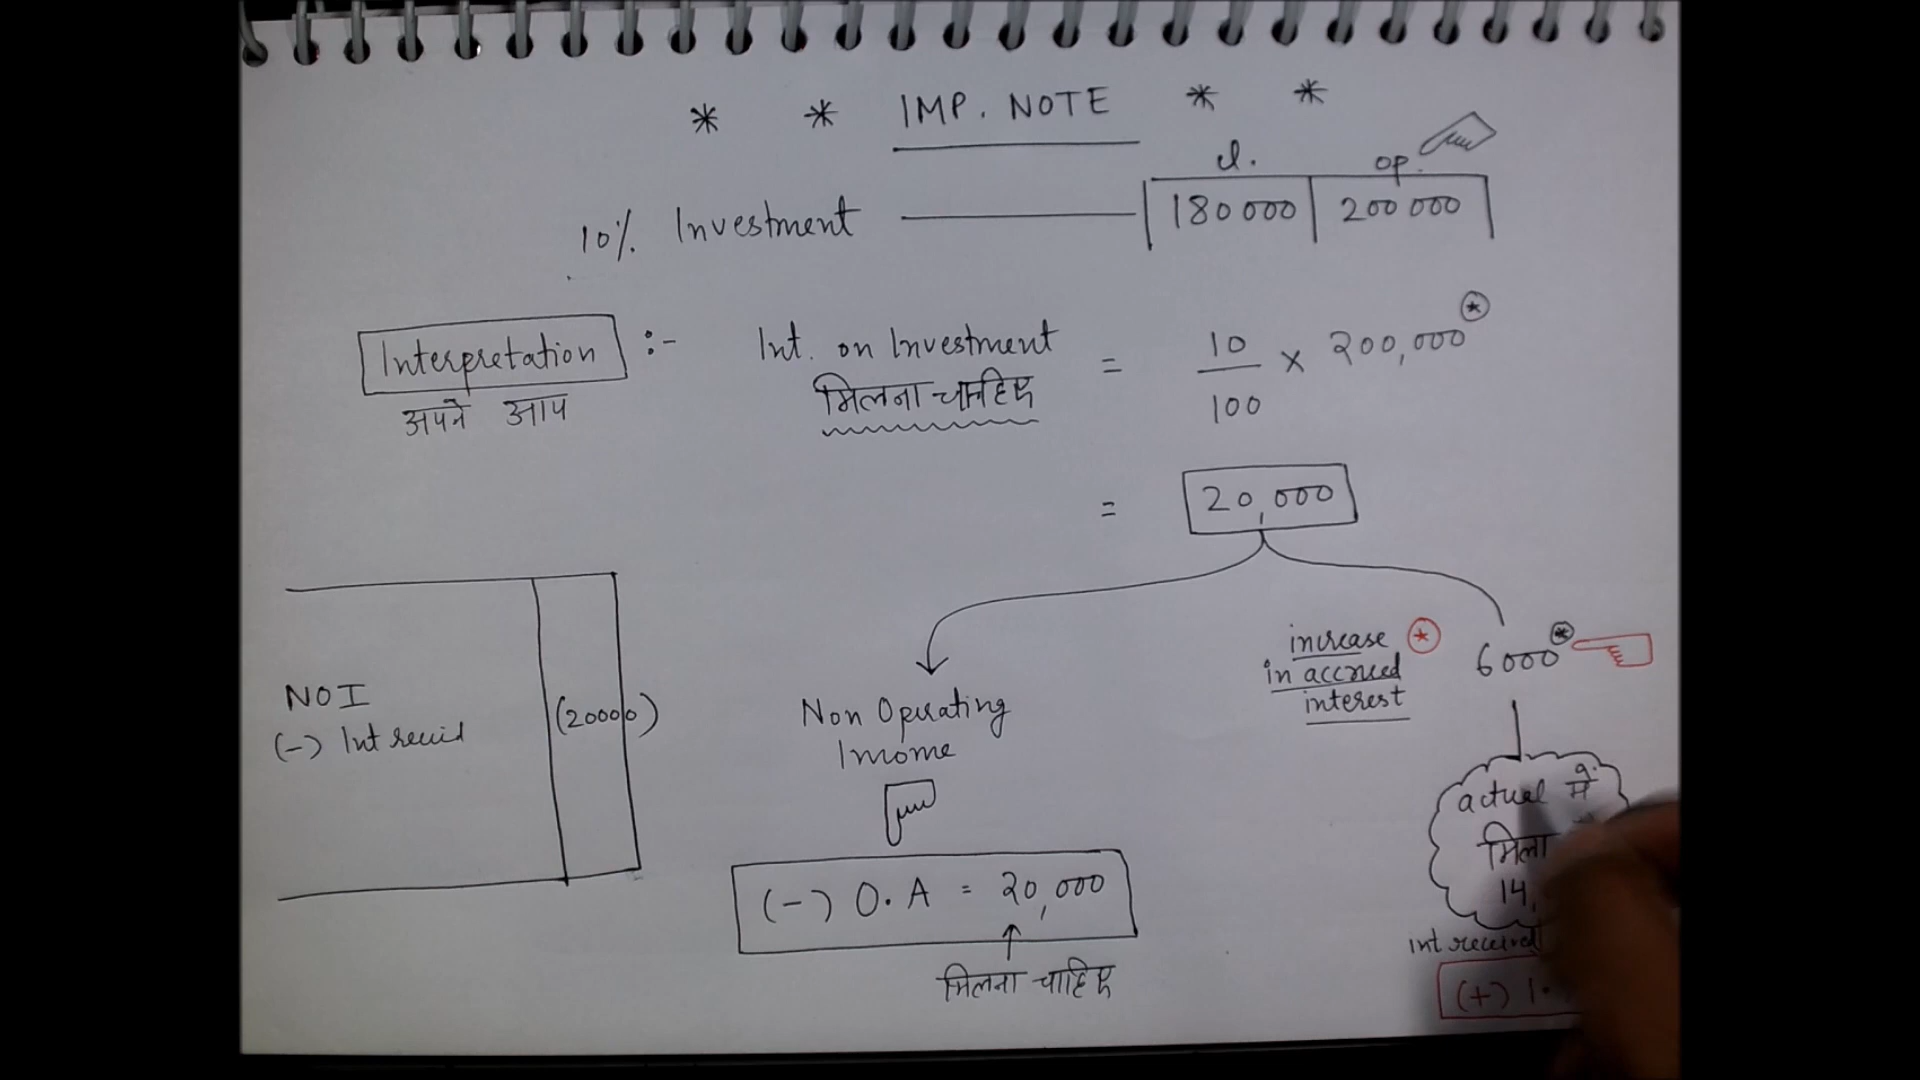 * * IMP. NOTE * *
cl. op.
10% Investment 180000 200000
Interpretation :- Int. on Investment = 10/100 × 200,000*
अपने आप मिलना चाहिए
= 20,000
increase * 6000*
in accrued
interest
NOI
(-) Int receid (20000)
Non Operating
Income
(-) O.A = 20,000
मिलना चाहिए
actual में
मिला
14,
int received
(+) I.